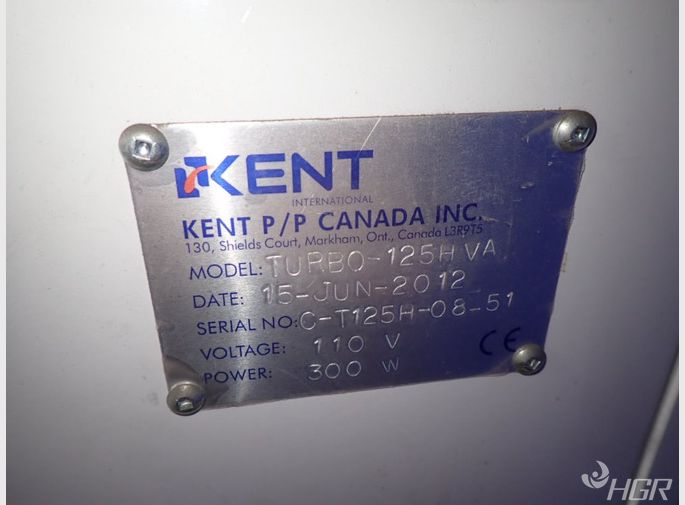 KENT
INTERNATIONAL
KENT P/P CANADA INC.
130, Shields Court, Markham, Ont., Canada L3R9T5
MODEL: TURBO-125H VA
DATE: 15-JUN-2012
SERIAL NO: C-T125H-08-51
VOLTAGE: 110 V
POWER: 300 W
CE
HGR